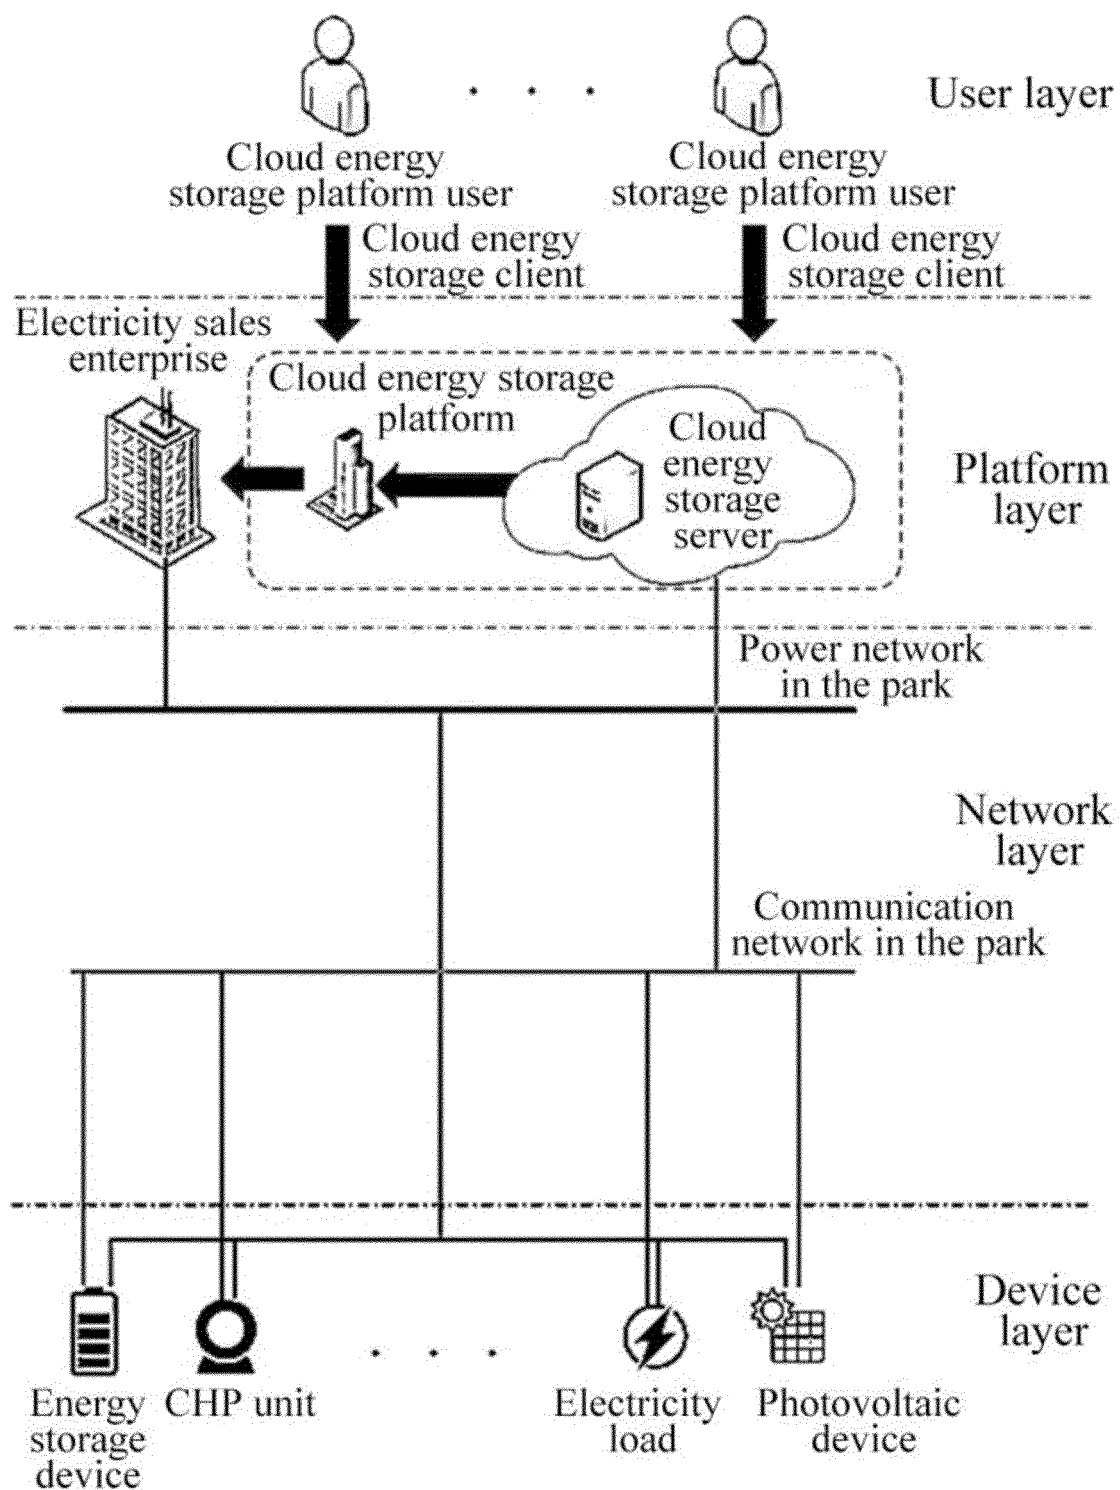 User layer
Cloud energy
storage platform user
Cloud energy
storage platform user
Cloud energy
storage client
Cloud energy
storage client
Electricity sales
enterprise
Cloud energy storage
platform
Cloud
energy
storage
server
Platform
layer
Power network
in the park
Network
layer
Communication
network in the park
Device
layer
Energy
storage
device
CHP unit
Electricity
load
Photovoltaic
device